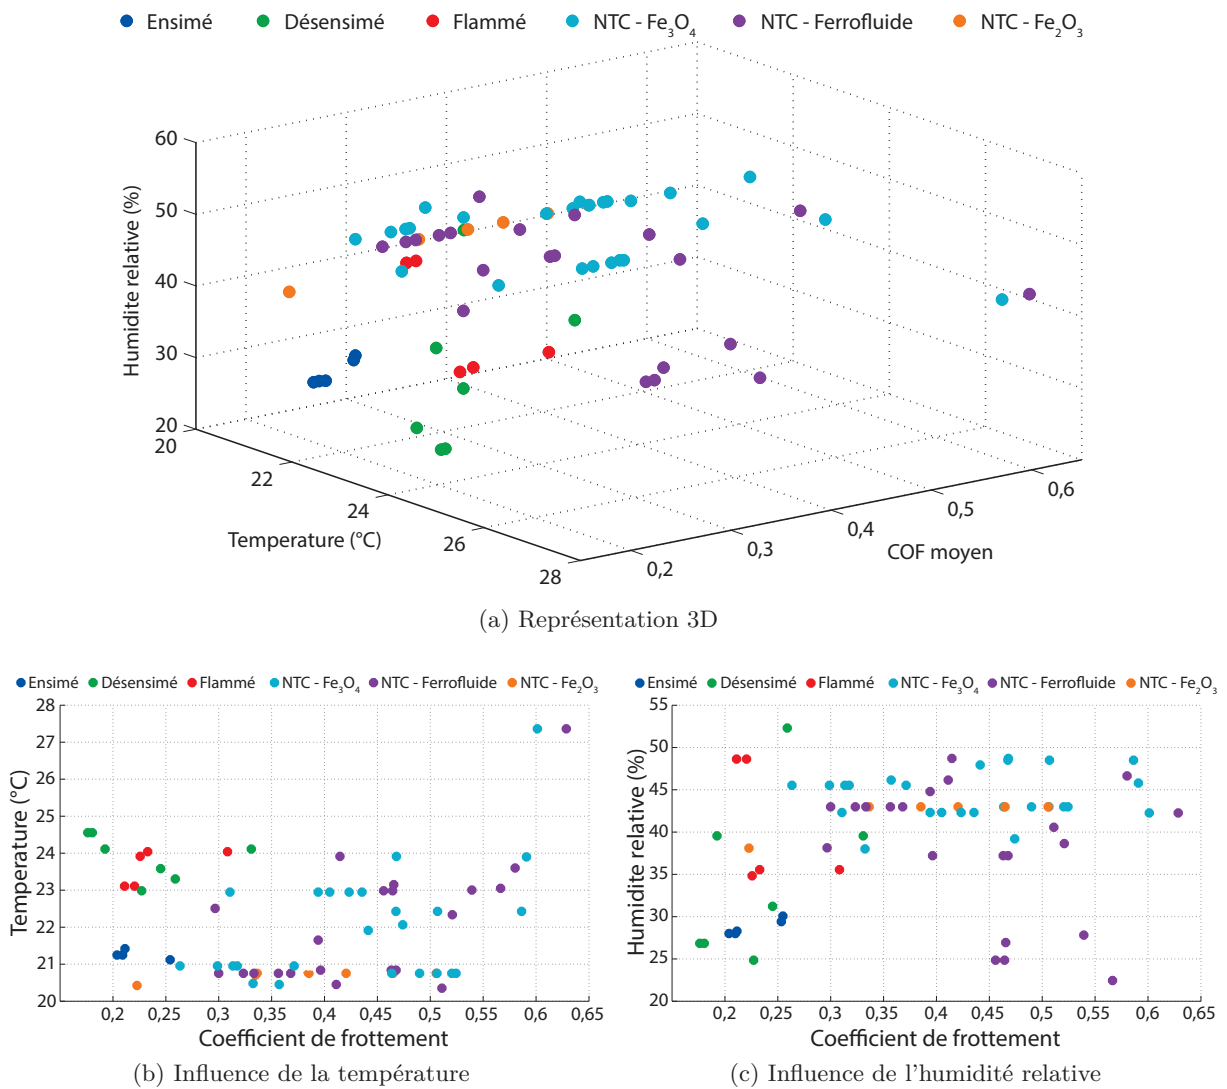 Ensimé Désensimé Flammé NTC - Fe₃O₄ NTC - Ferrofluide NTC - Fe₂O₃
60
50
40
30
20
Humidite relative (%)
20
22
24
26
28
Temperature (°C)
0,2
0,3
0,4
0,5
0,6
COF moyen
(a) Représentation 3D
Ensimé Désensimé Flammé NTC - Fe₃O₄ NTC - Ferrofluide NTC - Fe₂O₃
28
27
26
25
24
23
22
21
20
Temperature (°C)
0,2 0,25 0,3 0,35 0,4 0,45 0,5 0,55 0,6 0,65
Coefficient de frottement
(b) Influence de la température
Ensimé Désensimé Flammé NTC - Fe₃O₄ NTC - Ferrofluide NTC - Fe₂O₃
55
50
45
40
35
30
25
20
Humidite relative (%)
0,2 0,25 0,3 0,35 0,4 0,45 0,5 0,55 0,6 0,65
Coefficient de frottement
(c) Influence de l'humidité relative